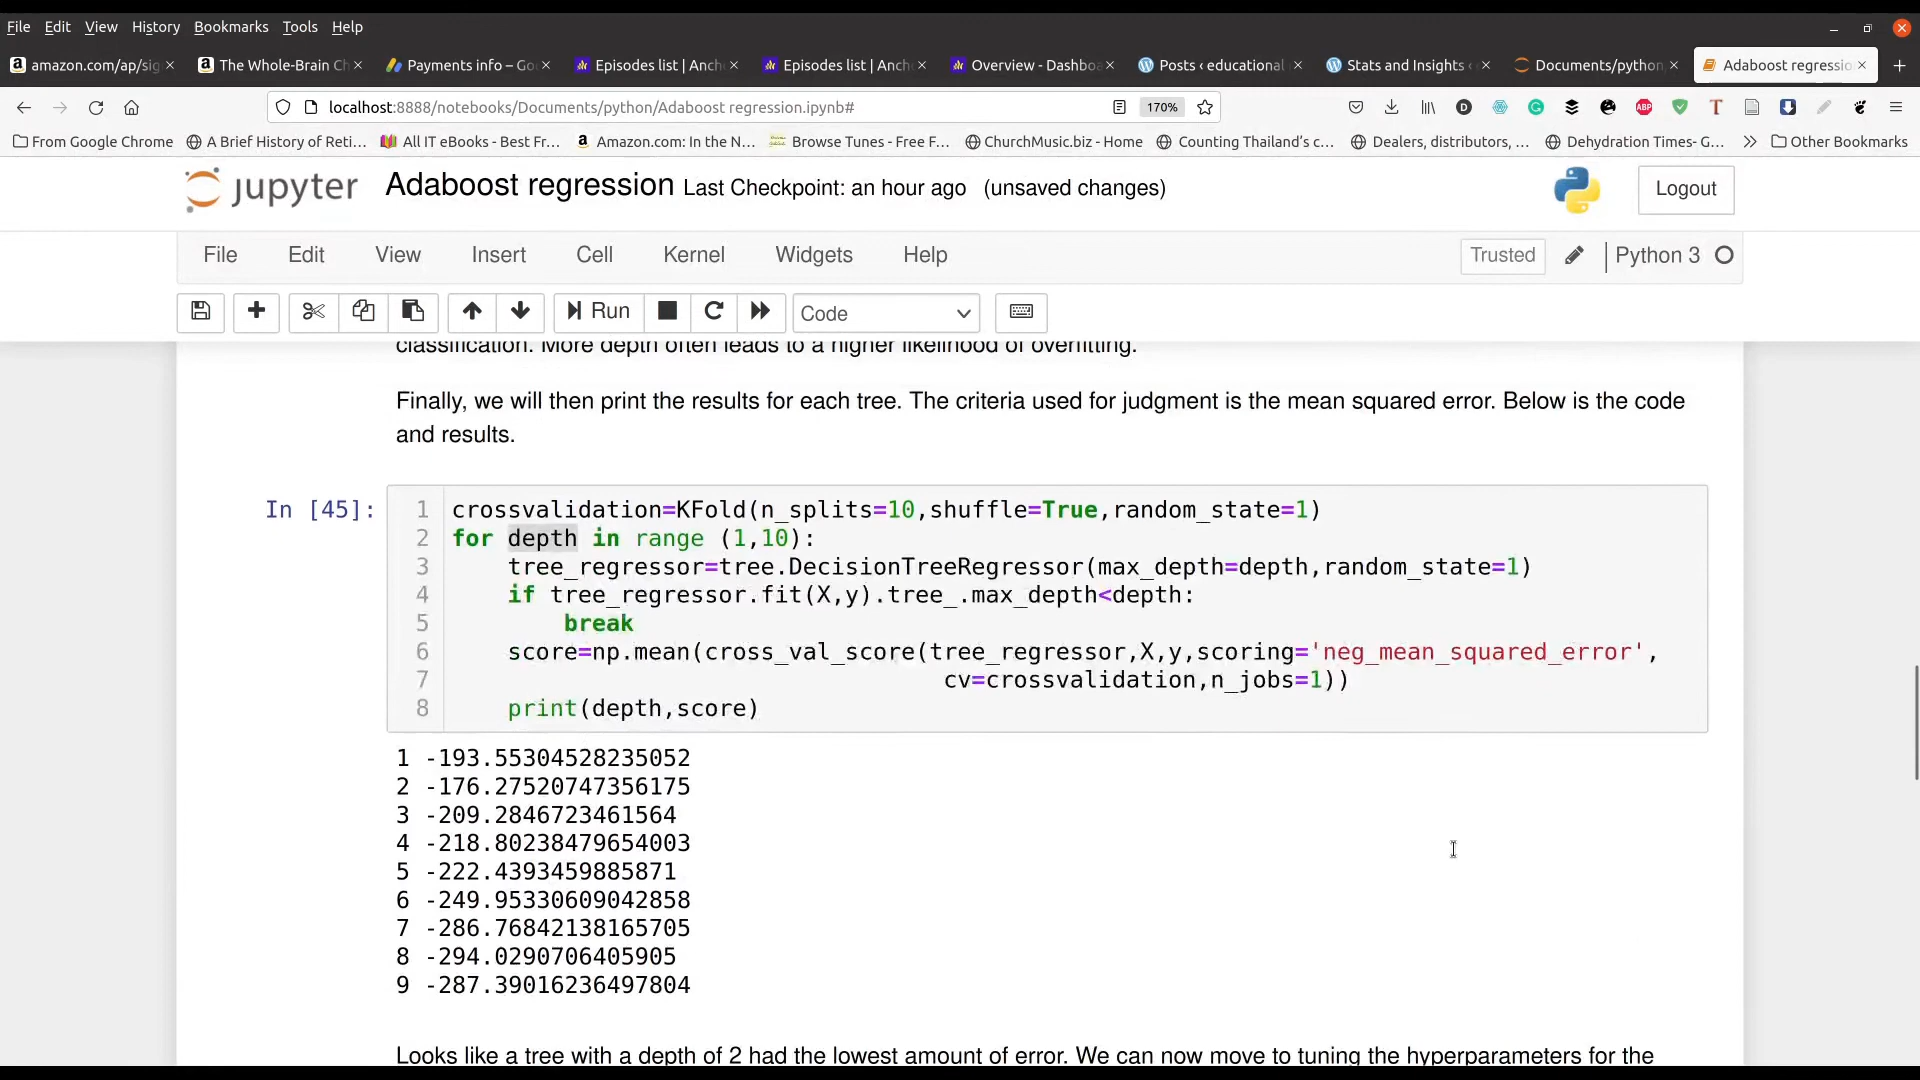 File Edit View History Bookmarks Tools Help
amazon.com/ap/sig The Whole-Brain Ch Payments info – Go Episodes list | Anch Episodes list | Anch Overview - Dashboa Posts ‹ educational Stats and Insights ‹ Documents/python Adaboost regressio
localhost:8888/notebooks/Documents/python/Adaboost regression.ipynb# 170%
From Google Chrome A Brief History of Reti... All IT eBooks - Best Fr... Amazon.com: In the N... Browse Tunes - Free F... ChurchMusic.biz - Home Counting Thailand's c... Dealers, distributors, ... Dehydration Times- G... Other Bookmarks
jupyter Adaboost regression Last Checkpoint: an hour ago (unsaved changes) Logout
File Edit View Insert Cell Kernel Widgets Help Trusted Python 3
Run Code
classification. More depth often leads to a higher likelihood of overfitting.
Finally, we will then print the results for each tree. The criteria used for judgment is the mean squared error. Below is the code
and results.
In [45]: 1 crossvalidation=KFold(n_splits=10,shuffle=True,random_state=1)
2 for depth in range (1,10):
3 tree_regressor=tree.DecisionTreeRegressor(max_depth=depth,random_state=1)
4 if tree_regressor.fit(X,y).tree_.max_depth<depth:
5 break
6 score=np.mean(cross_val_score(tree_regressor,X,y,scoring='neg_mean_squared_error',
7 cv=crossvalidation,n_jobs=1))
8 print(depth,score)
1 -193.55304528235052
2 -176.27520747356175
3 -209.2846723461564
4 -218.80238479654003
5 -222.4393459885871
6 -249.95330609042858
7 -286.76842138165705
8 -294.0290706405905
9 -287.39016236497804
Looks like a tree with a depth of 2 had the lowest amount of error. We can now move to tuning the hyperparameters for the